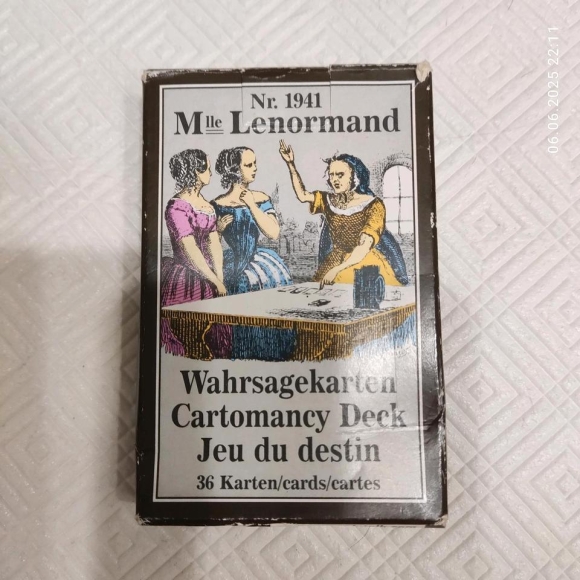 Nr. 1941
Mlle Lenormand
Wahrsagekarten
Cartomancy Deck
Jeu du destin
36 Karten/cards/cartes
06.06.2025 22:11